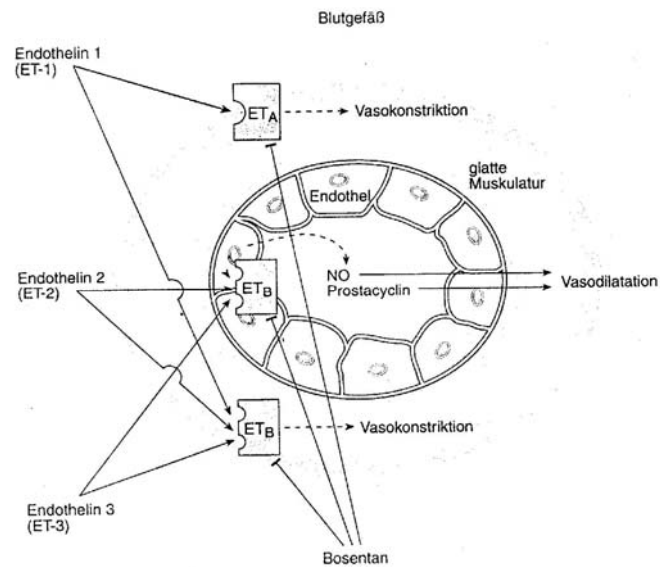 Blutgefäß
Endothelin 1
(ET-1)
ETA
Vasokonstriktion
glatte
Muskulatur
Endothel
Endothelin 2
(ET-2)
ETB
NO
Prostacyclin
Vasodilatation
ETB
Vasokonstriktion
Endothelin 3
(ET-3)
Bosentan